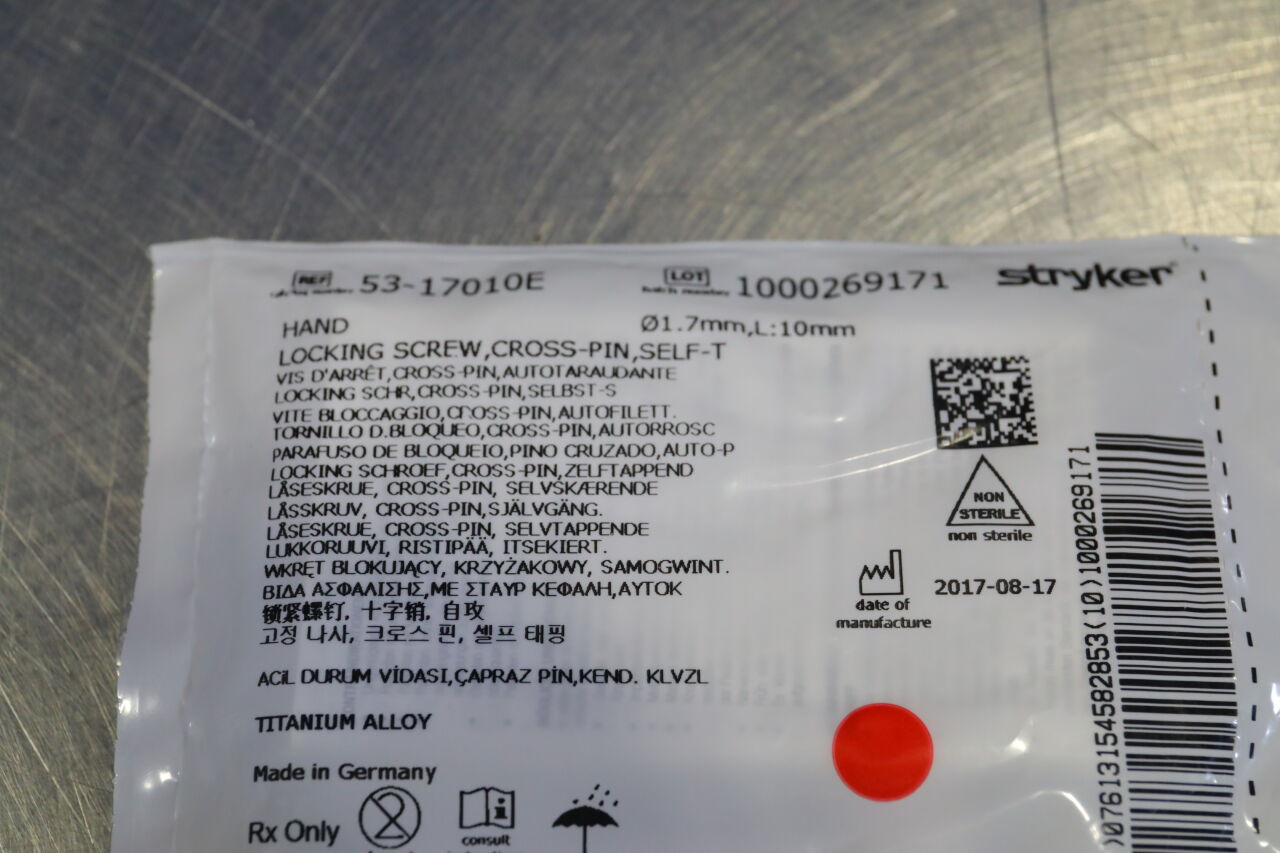 REF 53-17010E LOT 1000269171 stryker
HAND Ø1.7mm,L:10mm
LOCKING SCREW,CROSS-PIN,SELF-T
VIS D'ARRÊT,CROSS-PIN,AUTOTARAUDANTE
LOCKING SCHR,CROSS-PIN,SELBST-S
VITE BLOCCAGGIO,CROSS-PIN,AUTOFILETT.
TORNILLO D.BLOQUEO,CROSS-PIN,AUTORROSC
PARAFUSO DE BLOQUEIO,PINO CRUZADO,AUTO-P
LOCKING SCHROEF,CROSS-PIN,ZELFTAPPEND
LÅSESKRUE, CROSS-PIN, SELVSKÆRENDE
LÅSSKRUV, CROSS-PIN,SJÄLVGÄNG.
LÅSESKRUE, CROSS-PIN, SELVTAPPENDE
LUKKORUUVI, RISTIPÄÄ, ITSEKIERT.
WKRĘT BLOKUJĄCY, KRZYŻAKOWY, SAMOGWINT.
ΒΙΔΑ ΑΣΦΑΛΙΣΗΣ,ΜΕ ΣΤΑΥΡ ΚΕΦΑΛΗ,ΑΥΤΟΚ
锁紧螺钉, 十字销, 自攻
고정 나사, 크로스 핀, 셀프 태핑
ACİL DURUM VİDASI,ÇAPRAZ PİN,KEND. KLVZL
TITANIUM ALLOY
Made in Germany
Rx Only
consult
NON
STERILE
non sterile
date of
manufacture
2017-08-17
)07613154582853(10)1000269171